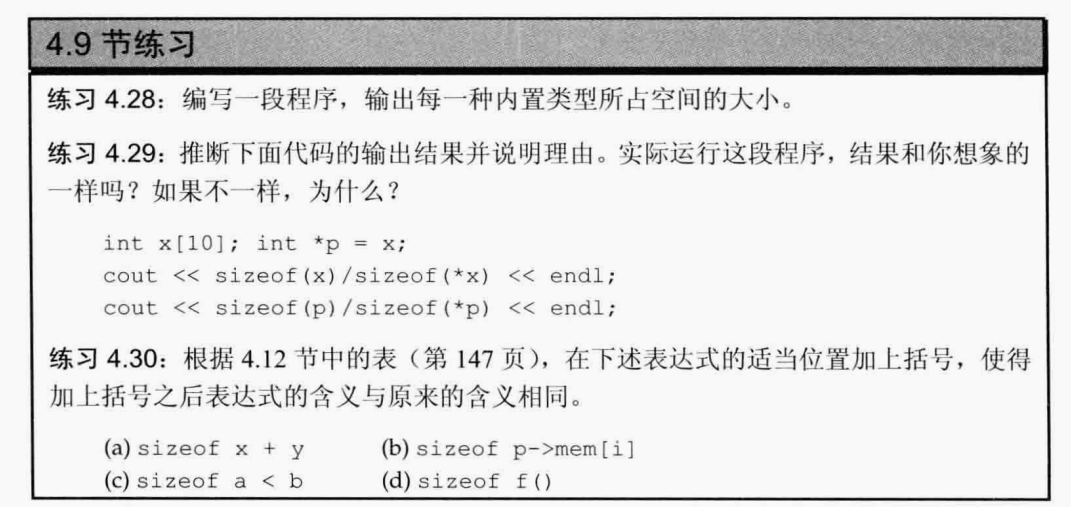 4.9 节练习
练习 4.28：编写一段程序，输出每一种内置类型所占空间的大小。
练习 4.29：推断下面代码的输出结果并说明理由。实际运行这段程序，结果和你想象的
一样吗？如果不一样，为什么？
int x[10]; int *p = x;
cout << sizeof(x)/sizeof(*x) << endl;
cout << sizeof(p)/sizeof(*p) << endl;
练习 4.30：根据 4.12 节中的表（第 147 页），在下述表达式的适当位置加上括号，使得
加上括号之后表达式的含义与原来的含义相同。
(a) sizeof x + y (b) sizeof p->mem[i]
(c) sizeof a < b (d) sizeof f()